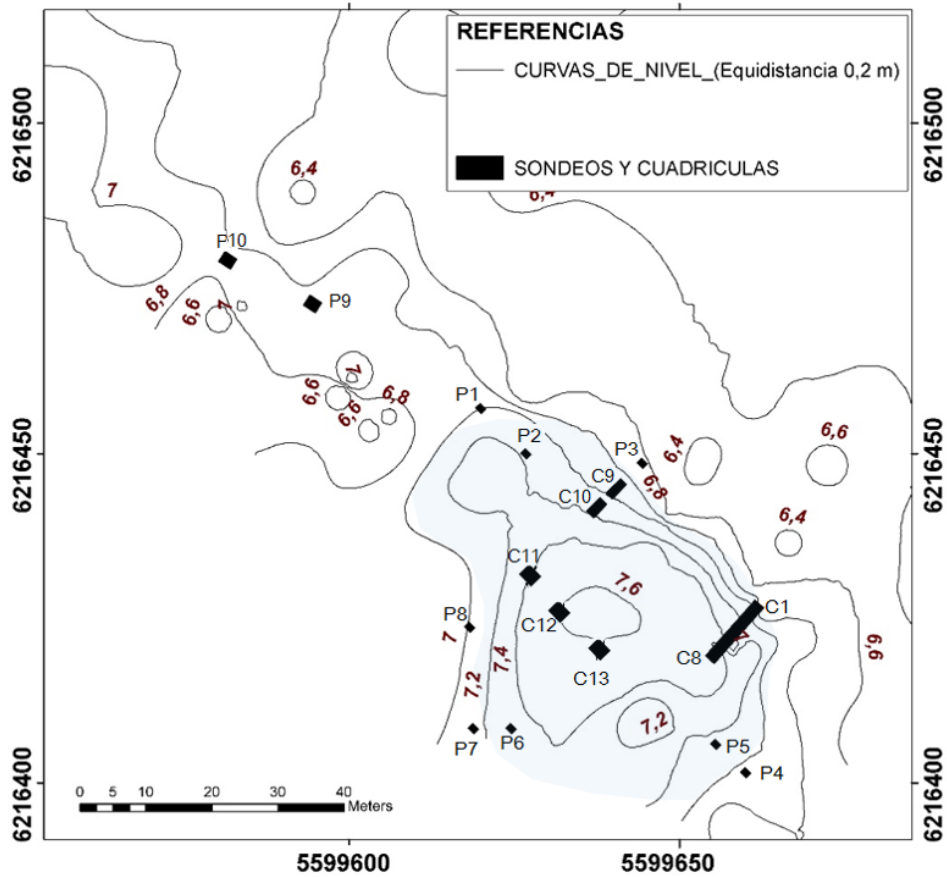 REFERENCIAS
CURVAS_DE_NIVEL_(Equidistancia 0,2 m)
SONDEOS Y CUADRICULAS
6216500
6216500
6,4
6,4
7
P10
P9
6,8
6,6
7
7
6,6
6,6
6,8
P1
P2
P3
6,4
6,6
6216450
6216450
C9
6,8
C10
6,4
C11
7,6
C1
P8
C12
7
7,4
C13
C8
7
6,6
7,2
7,2
P7
P6
P5
P4
6216400
6216400
0 5 10 20 30 40
Meters
5599600
5599650